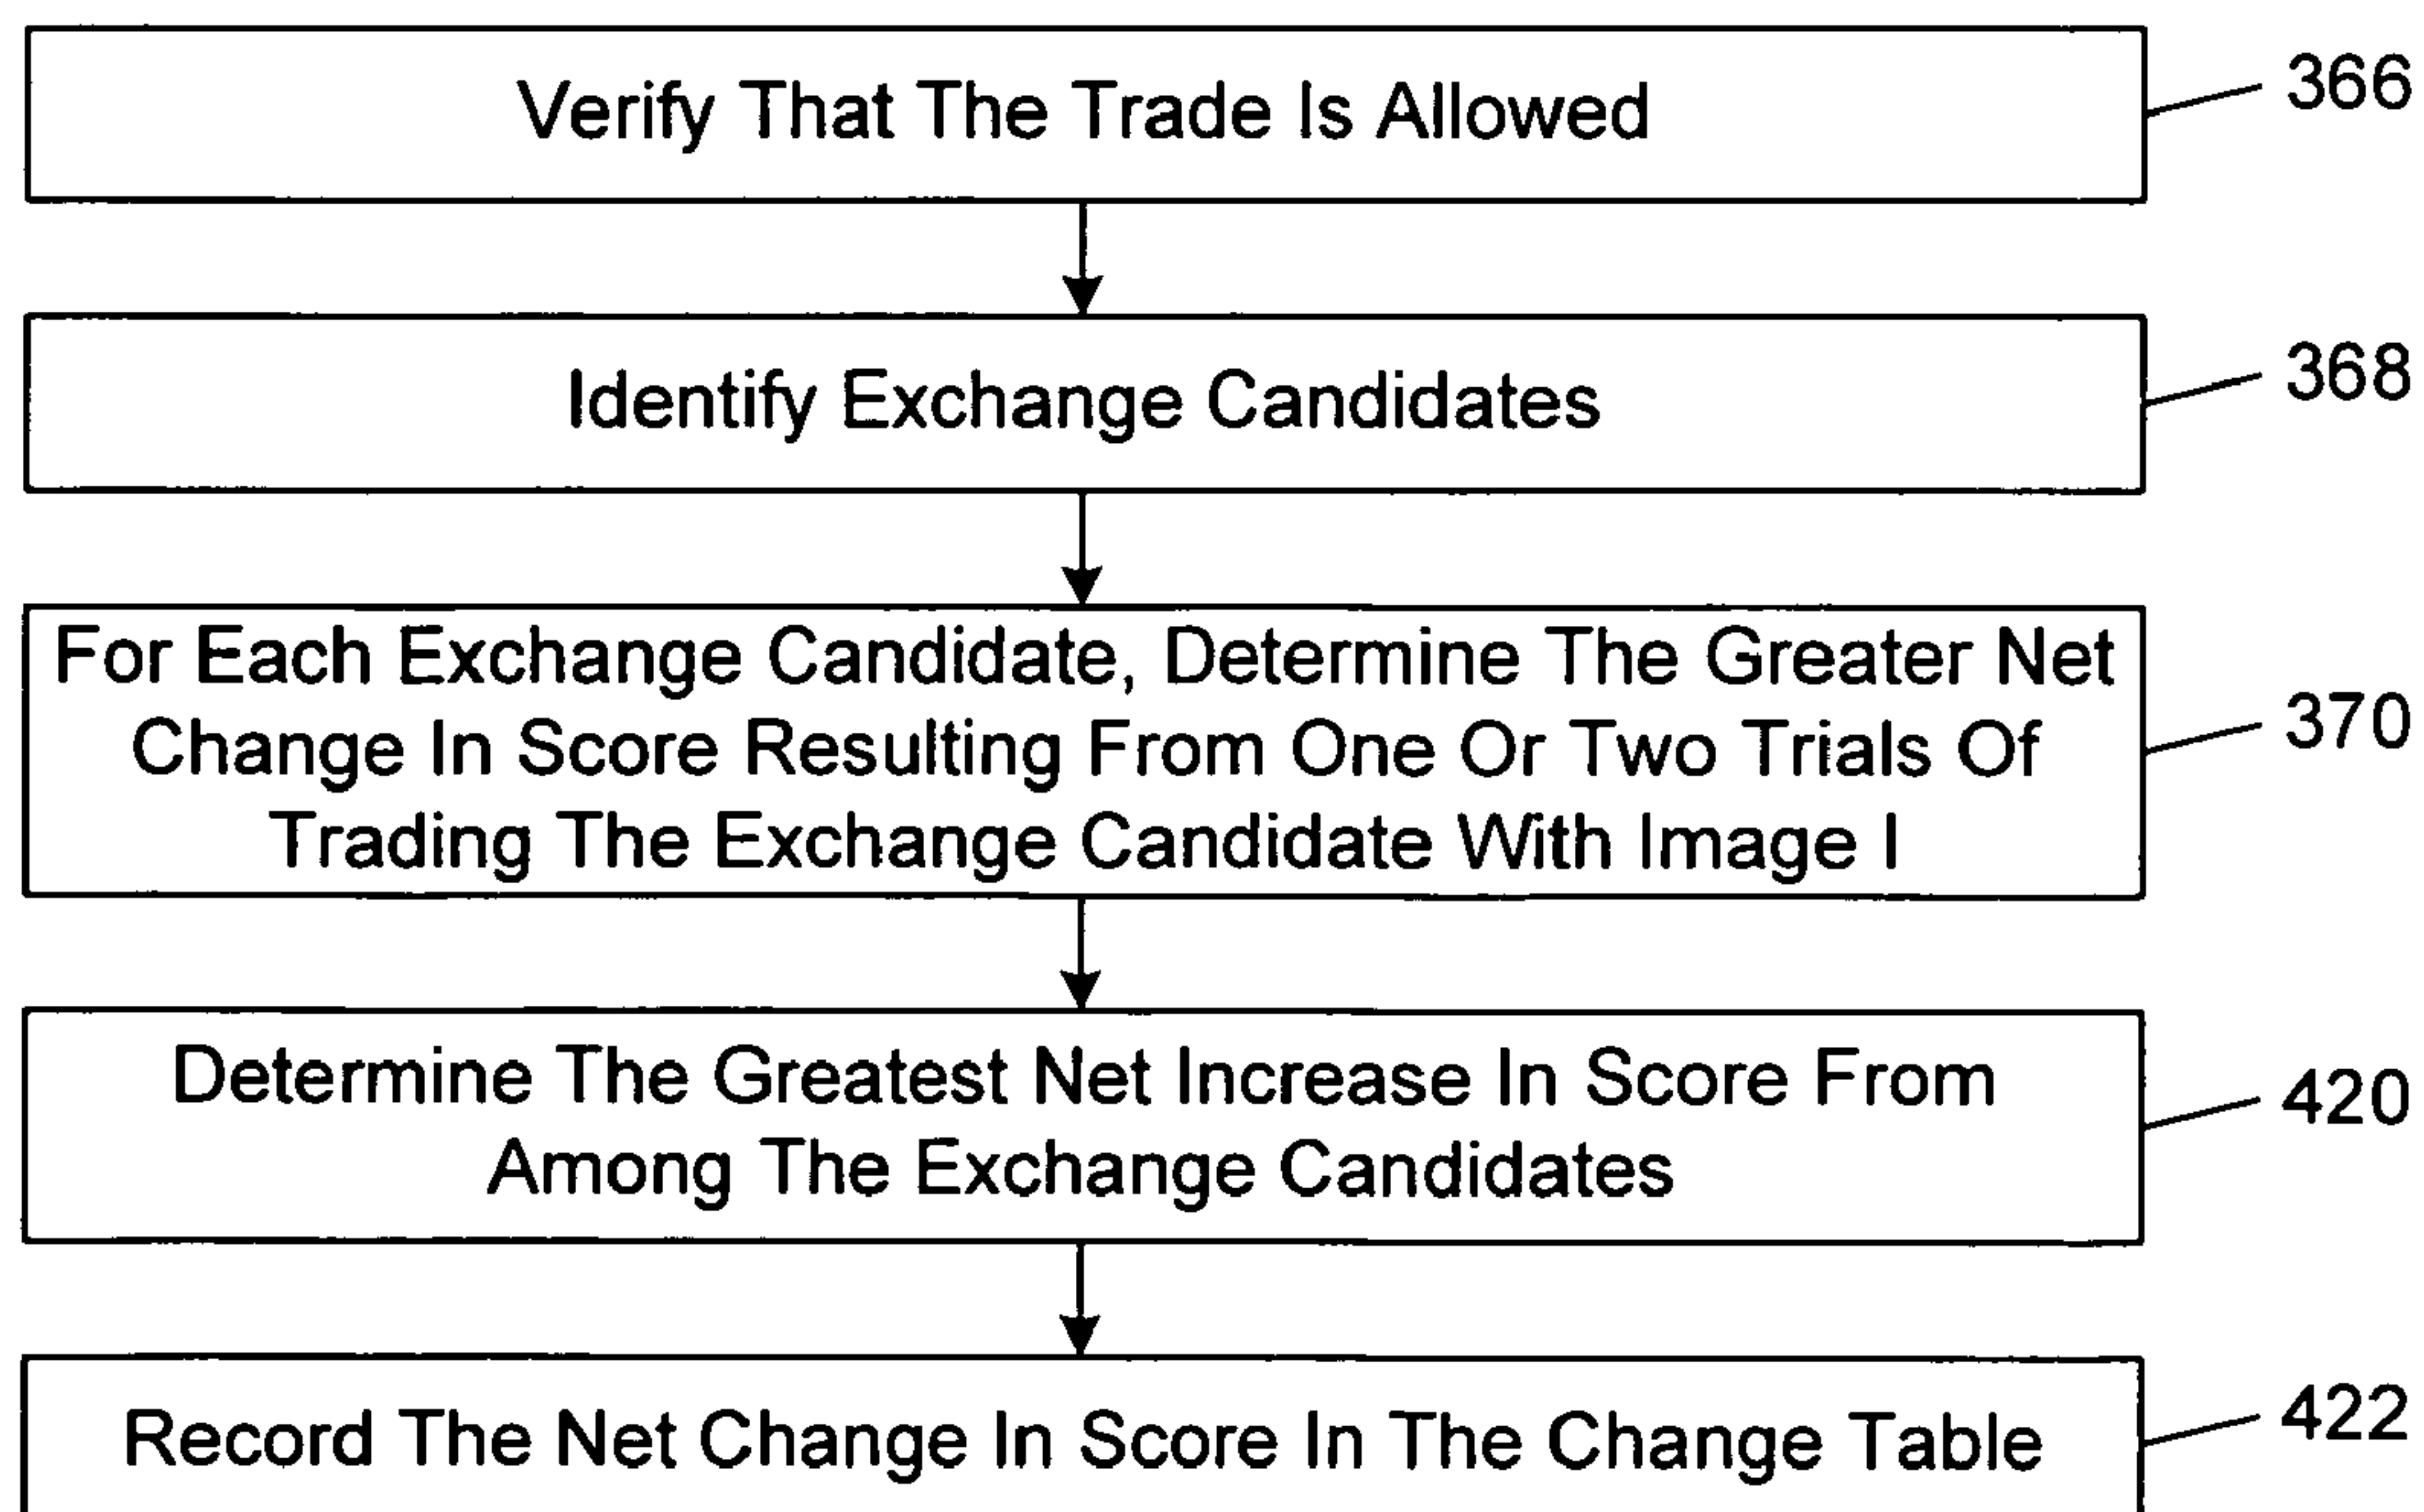 Verify That The Trade Is Allowed
366
Identify Exchange Candidates
368
For Each Exchange Candidate, Determine The Greater Net
Change In Score Resulting From One Or Two Trials Of
Trading The Exchange Candidate With Image I
370
Determine The Greatest Net Increase In Score From
Among The Exchange Candidates
420
Record The Net Change In Score In The Change Table
422